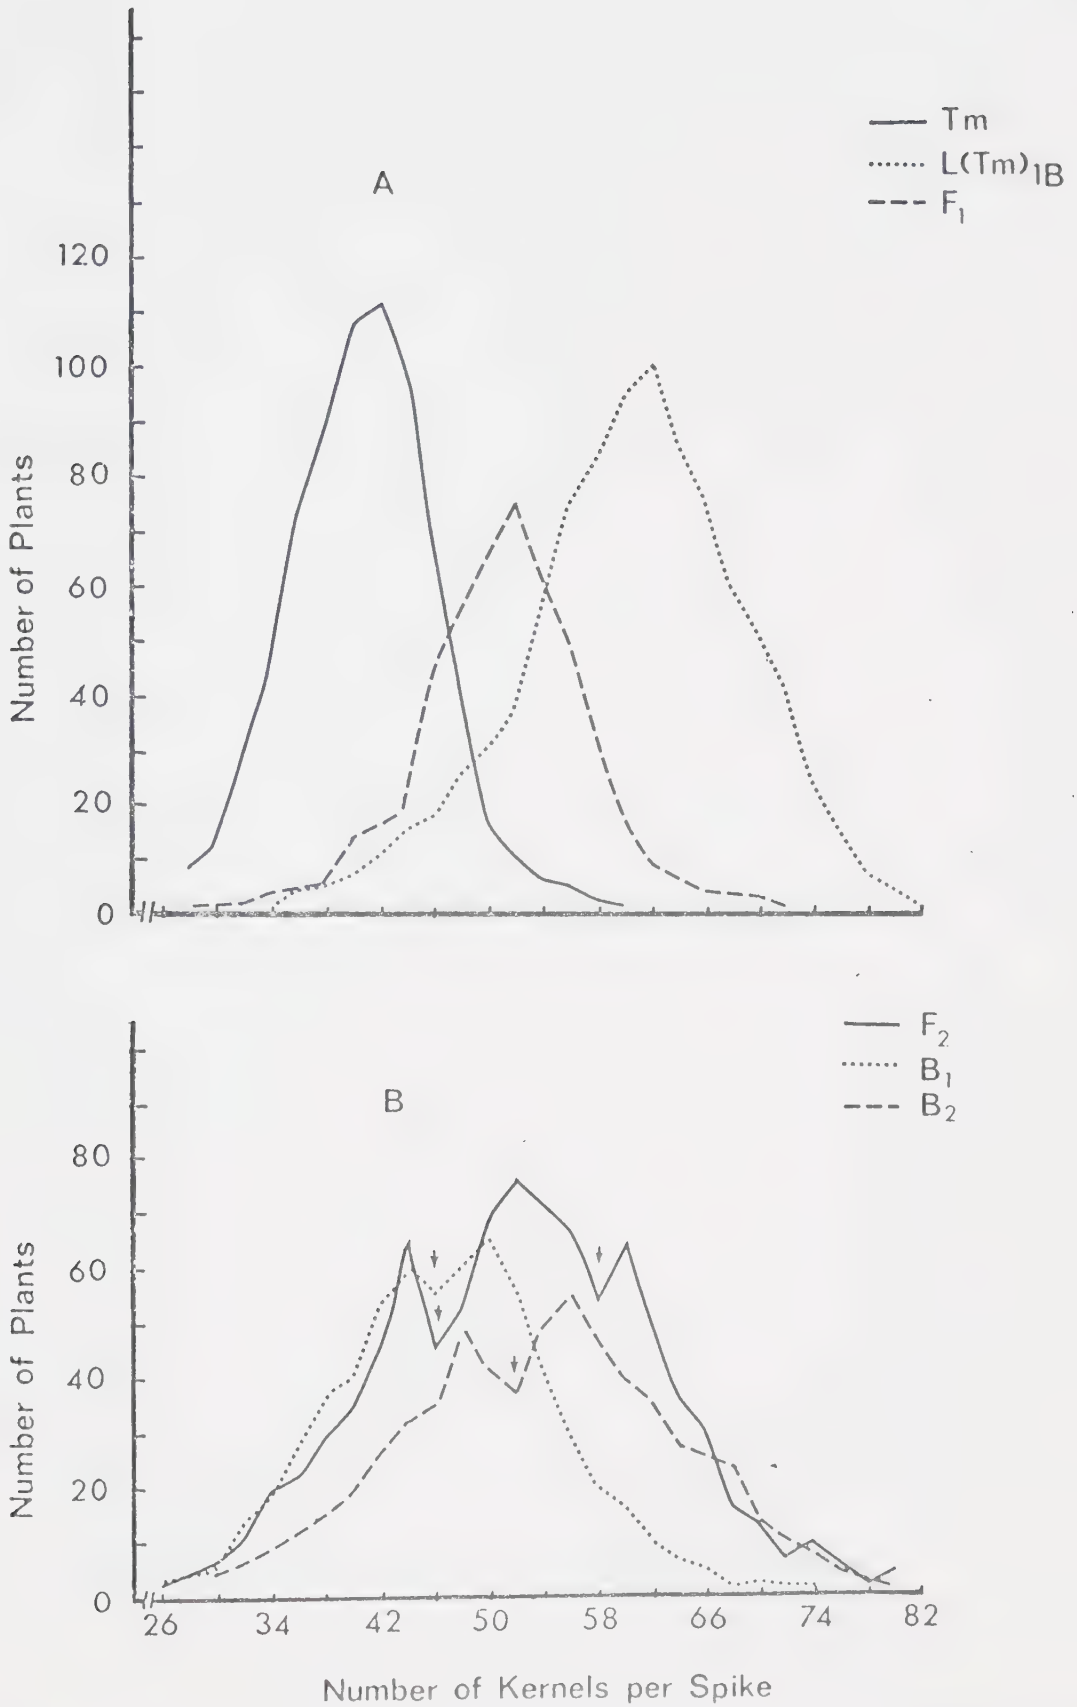 A
Tm
L(Tm)1B
F1
120
100
80
60
40
20
0
Number of Plants
B
F2
B1
B2
80
60
40
20
0
Number of Plants
26 34 42 50 58 66 74 82
Number of Kernels per Spike